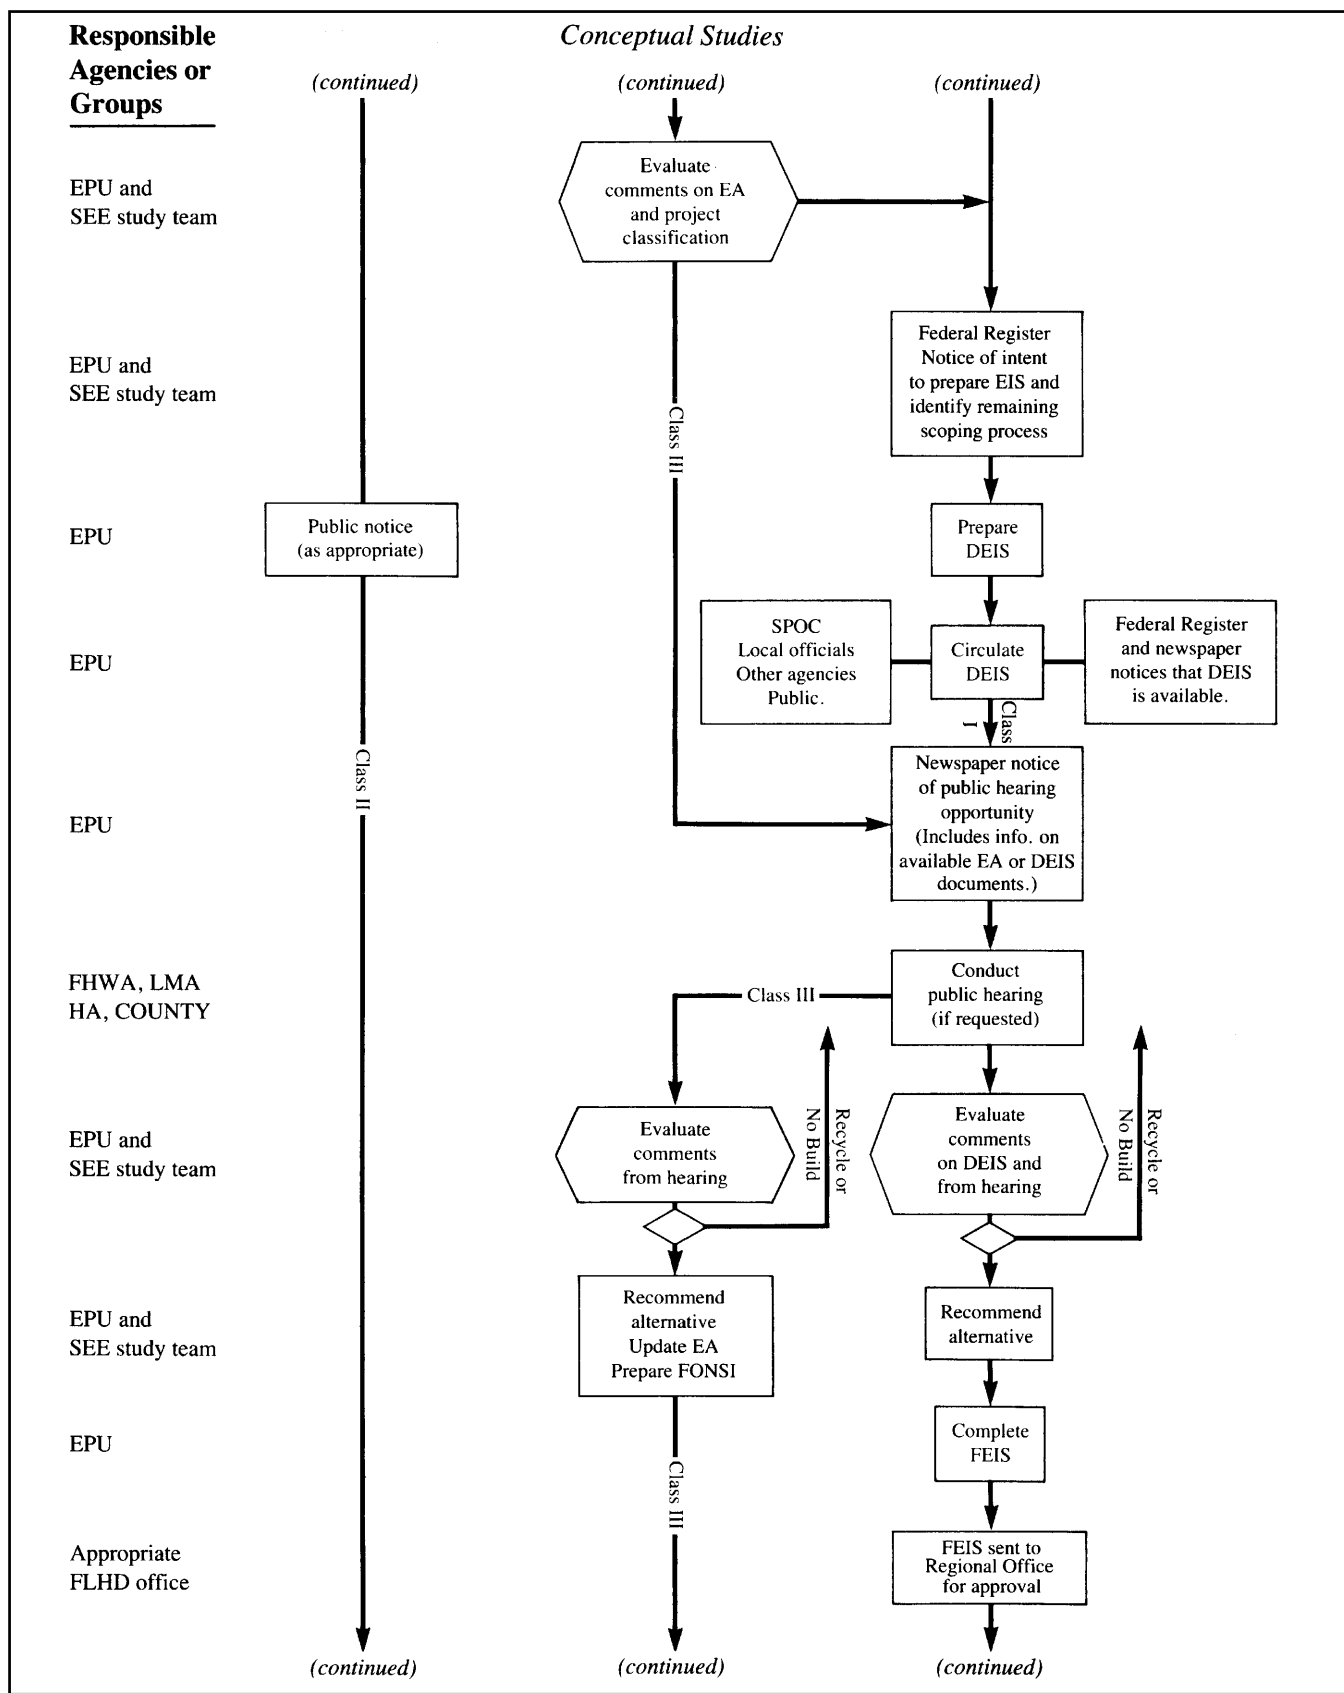 Responsible
Agencies or
Groups
Conceptual Studies
(continued)
(continued)
(continued)
EPU and
SEE study team
Evaluate
comments on EA
and project
classification
EPU and
SEE study team
Federal Register
Notice of intent
to prepare EIS and
identify remaining
scoping process
Class III
EPU
Public notice
(as appropriate)
Prepare
DEIS
EPU
SPOC
Local officials
Other agencies
Public.
Circulate
DEIS
Federal Register
and newspaper
notices that DEIS
is available.
Class
I
Class II
EPU
Newspaper notice
of public hearing
opportunity
(Includes info. on
available EA or DEIS
documents.)
FHWA, LMA
HA, COUNTY
Class III
Conduct
public hearing
(if requested)
EPU and
SEE study team
Evaluate
comments
from hearing
Recycle or
No Build
Evaluate
comments
on DEIS and
from hearing
Recycle or
No Build
EPU and
SEE study team
Recommend
alternative
Update EA
Prepare FONSI
Recommend
alternative
EPU
Class III
Complete
FEIS
Appropriate
FLHD office
FEIS sent to
Regional Office
for approval
(continued)
(continued)
(continued)